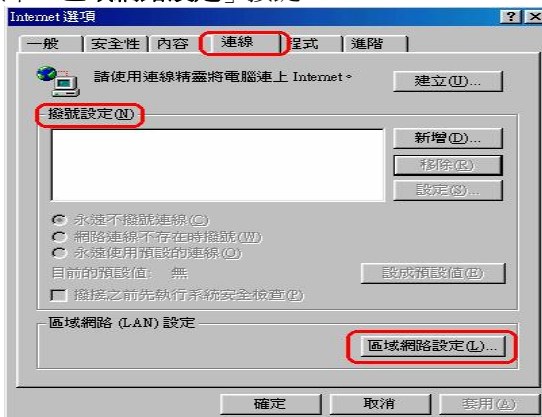 Internet 選項
一般 安全性 內容 連線 程式 進階
請使用連線精靈將電腦連上 Internet。
建立(U)...
撥號設定(N)
新增(D)...
移除(R)
設定(S)...
永遠不撥號連線(C)
網路連線不存在時撥號(W)
永遠使用預設的連線(O)
目前的預設值: 無
設成預設值(E)
撥接之前先執行系統安全檢查(P)
區域網路 (LAN) 設定
區域網路設定(L)...
確定 取消 套用(A)